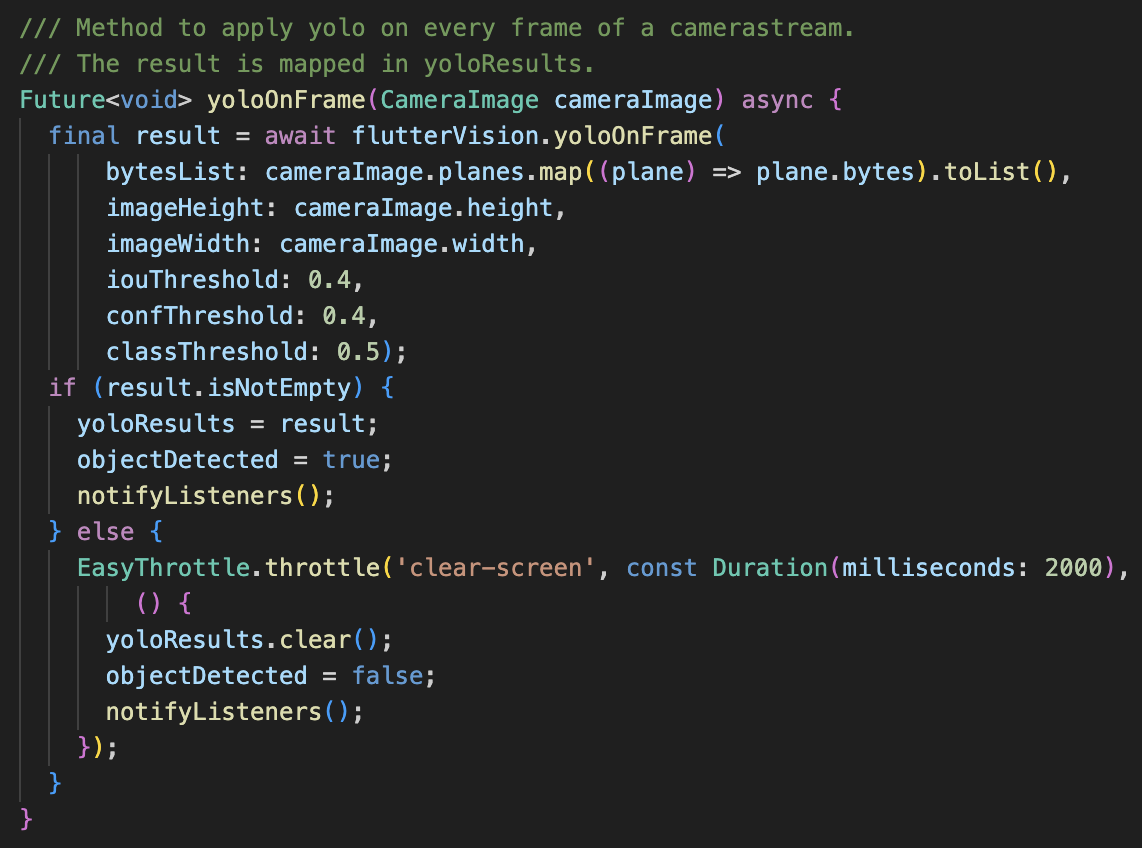 /// Method to apply yolo on every frame of a camerastream.
/// The result is mapped in yoloResults.
Future<void> yoloOnFrame(CameraImage cameraImage) async {
  final result = await flutterVision.yoloOnFrame(
      bytesList: cameraImage.planes.map((plane) => plane.bytes).toList(),
      imageHeight: cameraImage.height,
      imageWidth: cameraImage.width,
      iouThreshold: 0.4,
      confThreshold: 0.4,
      classThreshold: 0.5);
  if (result.isNotEmpty) {
    yoloResults = result;
    objectDetected = true;
    notifyListeners();
  } else {
    EasyThrottle.throttle('clear-screen', const Duration(milliseconds: 2000),
        () {
      yoloResults.clear();
      objectDetected = false;
      notifyListeners();
    });
  }
}